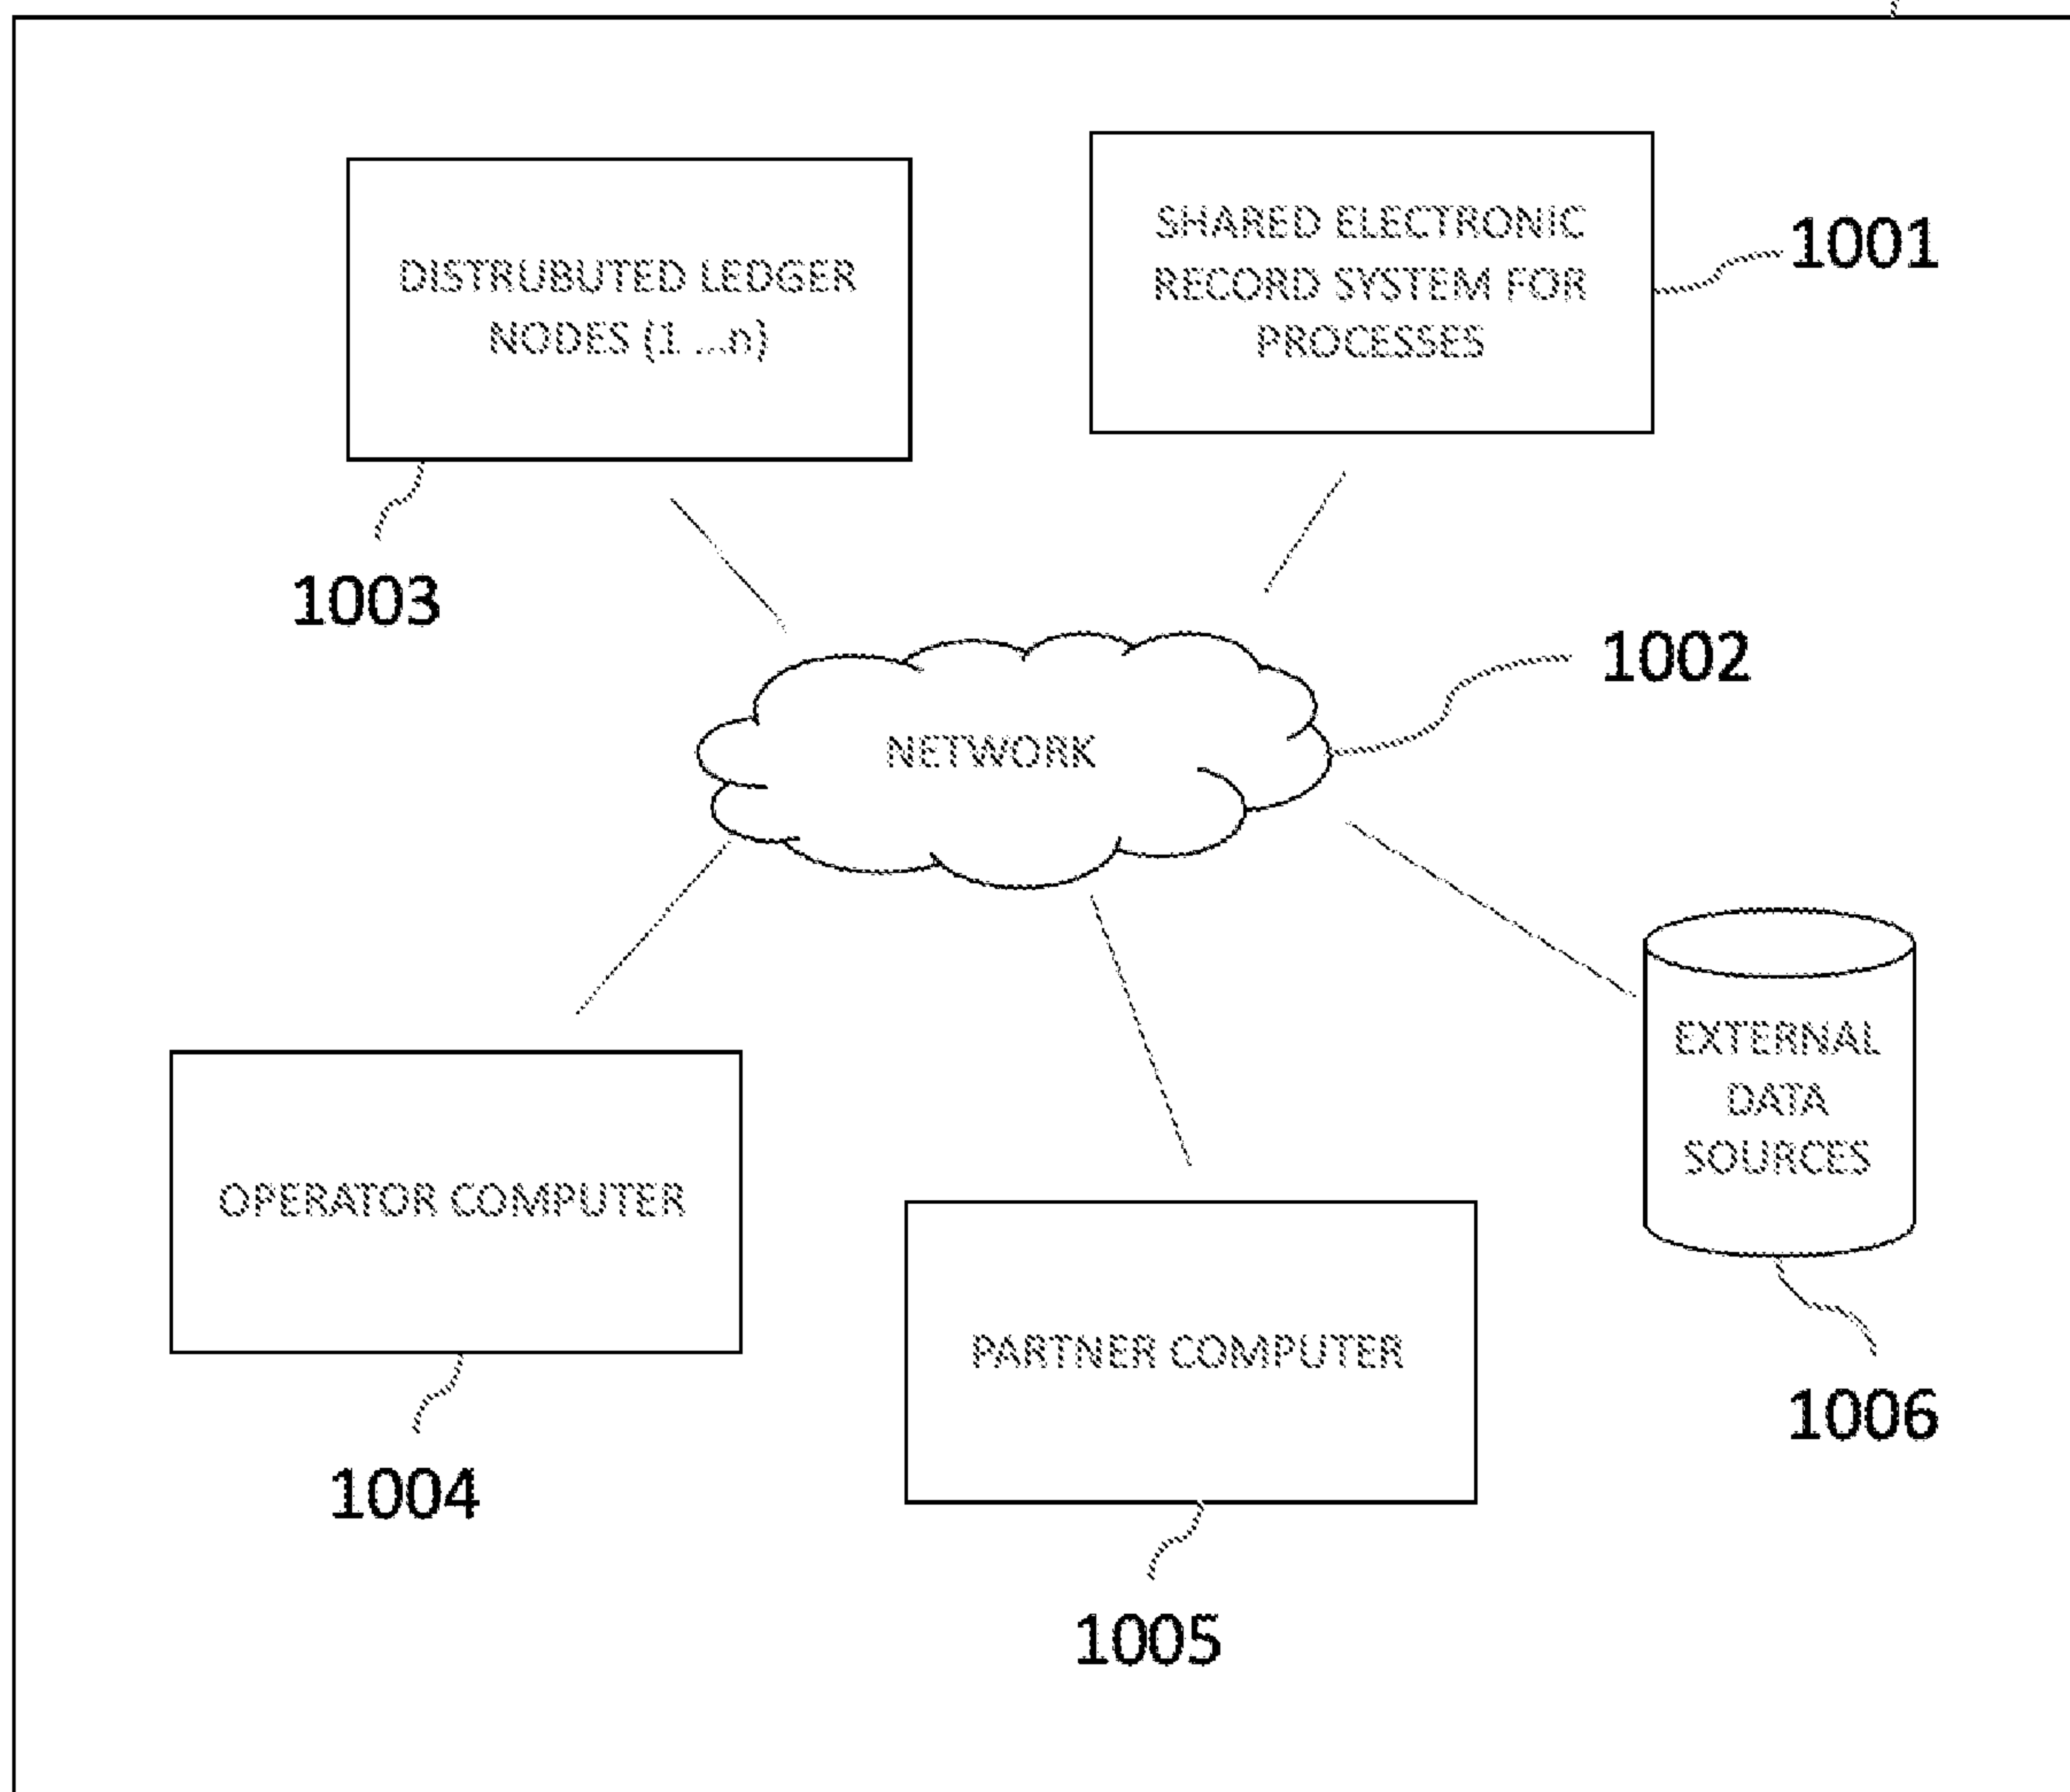 DISTRUBUTED LEDGER
NODES (1 ...n)
SHARED ELECTRONIC
RECORD SYSTEM FOR
PROCESSES
1001
1003
1002
NETWORK
EXTERNAL
DATA
SOURCES
OPERATOR COMPUTER
PARTNER COMPUTER
1006
1004
1005